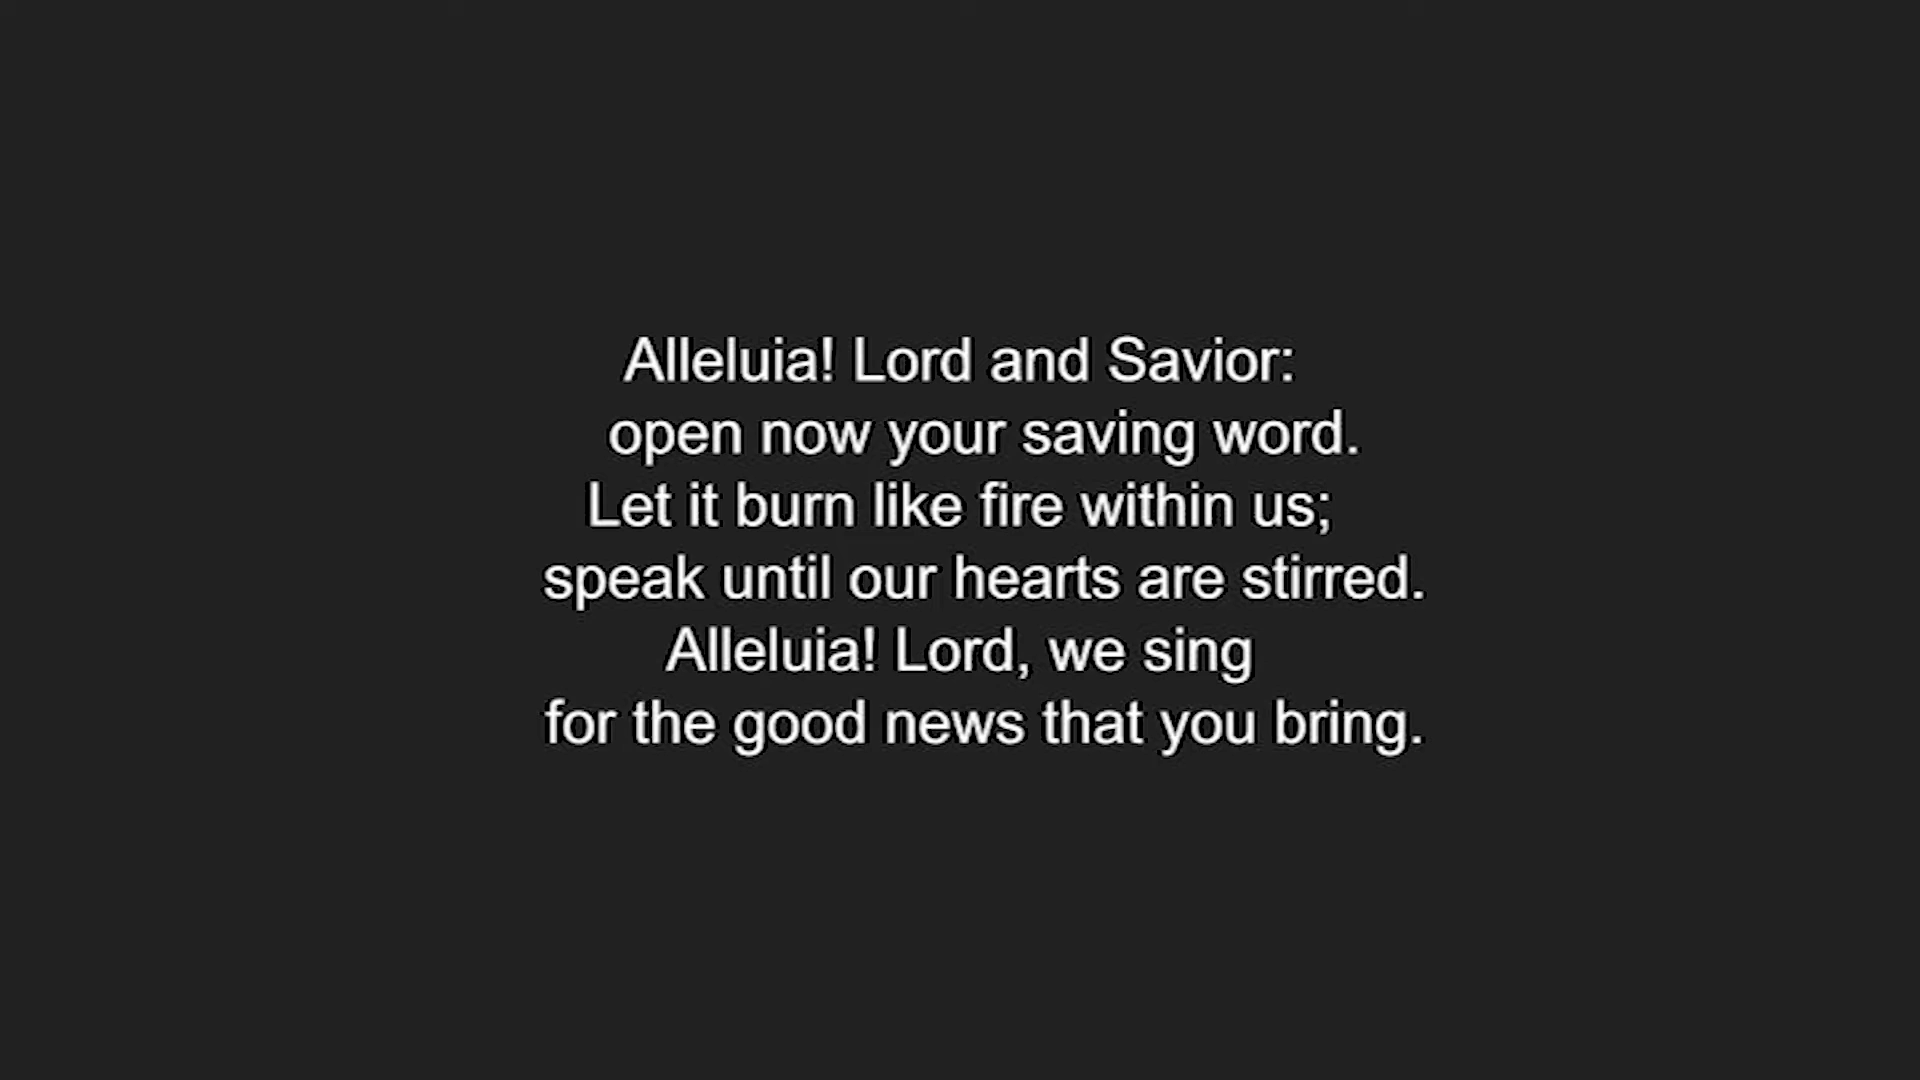 Alleluia! Lord and Savior:
open now your saving word.
Let it burn like fire within us;
speak until our hearts are stirred.
Alleluia! Lord, we sing
for the good news that you bring.